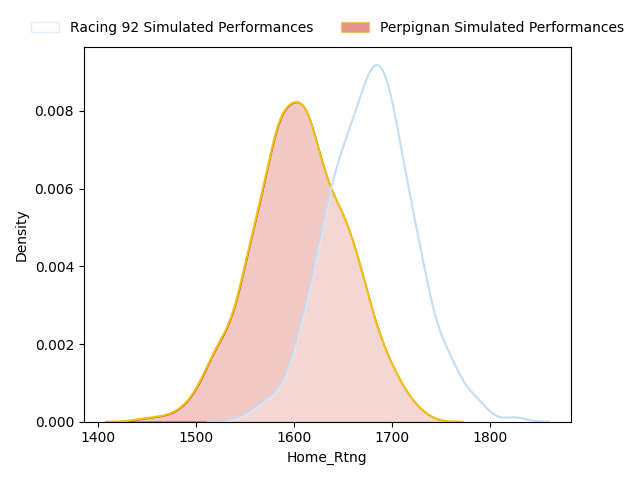 Racing 92 Simulated Performances
Perpignan Simulated Performances
Density
0.008
0.006
0.004
0.002
0.000
1400 1500 1600 1700 1800
Home_Rtng